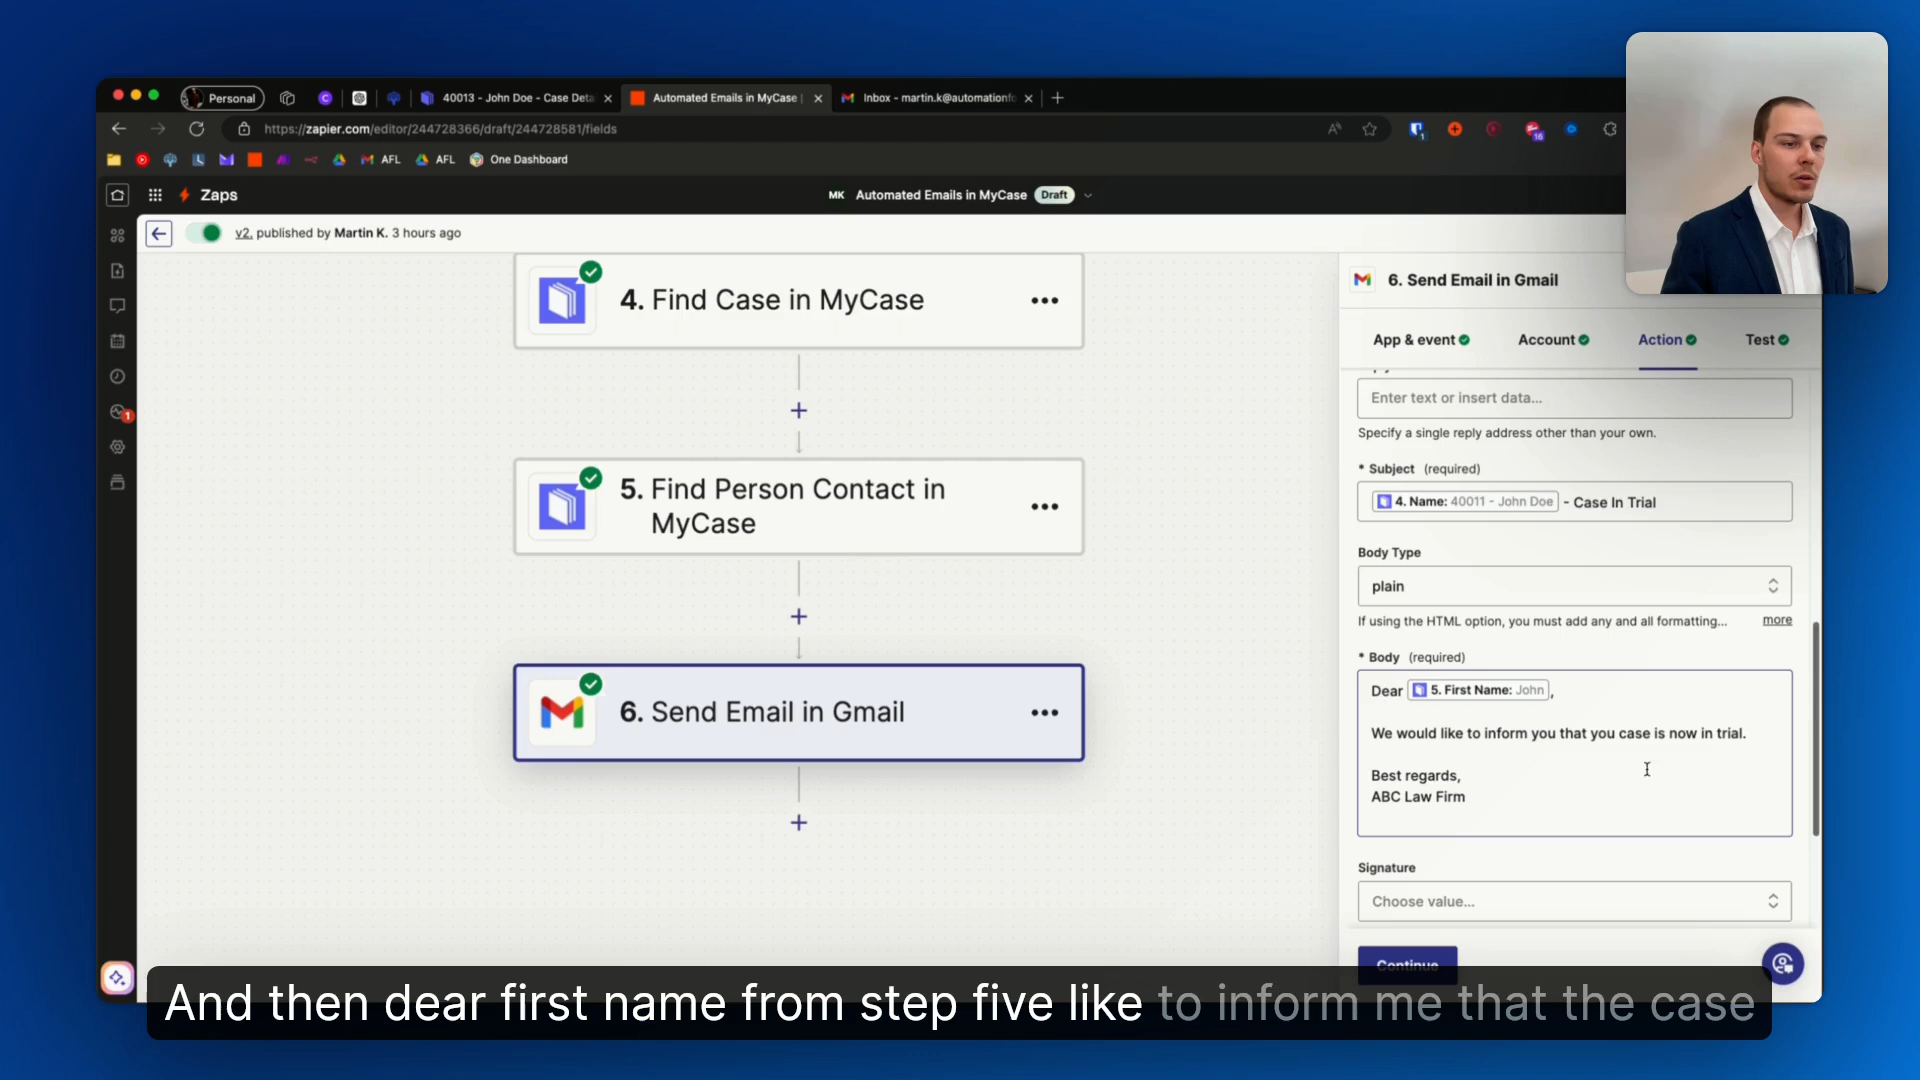 Personal
40013 - John Doe - Case Deta
Automated Emails in MyCase |
Inbox - martin.k@automationfo
https://zapier.com/editor/244728366/draft/244728581/fields
AFL
AFL
One Dashboard
Zaps
MK Automated Emails in MyCase Draft
v2. published by Martin K. 3 hours ago
4. Find Case in MyCase
5. Find Person Contact in
MyCase
6. Send Email in Gmail
6. Send Email in Gmail
App & event
Account
Action
Test
Enter text or insert data...
Specify a single reply address other than your own.
* Subject (required)
4. Name: 40011 - John Doe - Case In Trial
Body Type
plain
If using the HTML option, you must add any and all formatting... more
* Body (required)
Dear 5. First Name: John ,
We would like to inform you that you case is now in trial.
Best regards,
ABC Law Firm
Signature
Choose value...
Continue
And then dear first name from step five like to inform me that the case